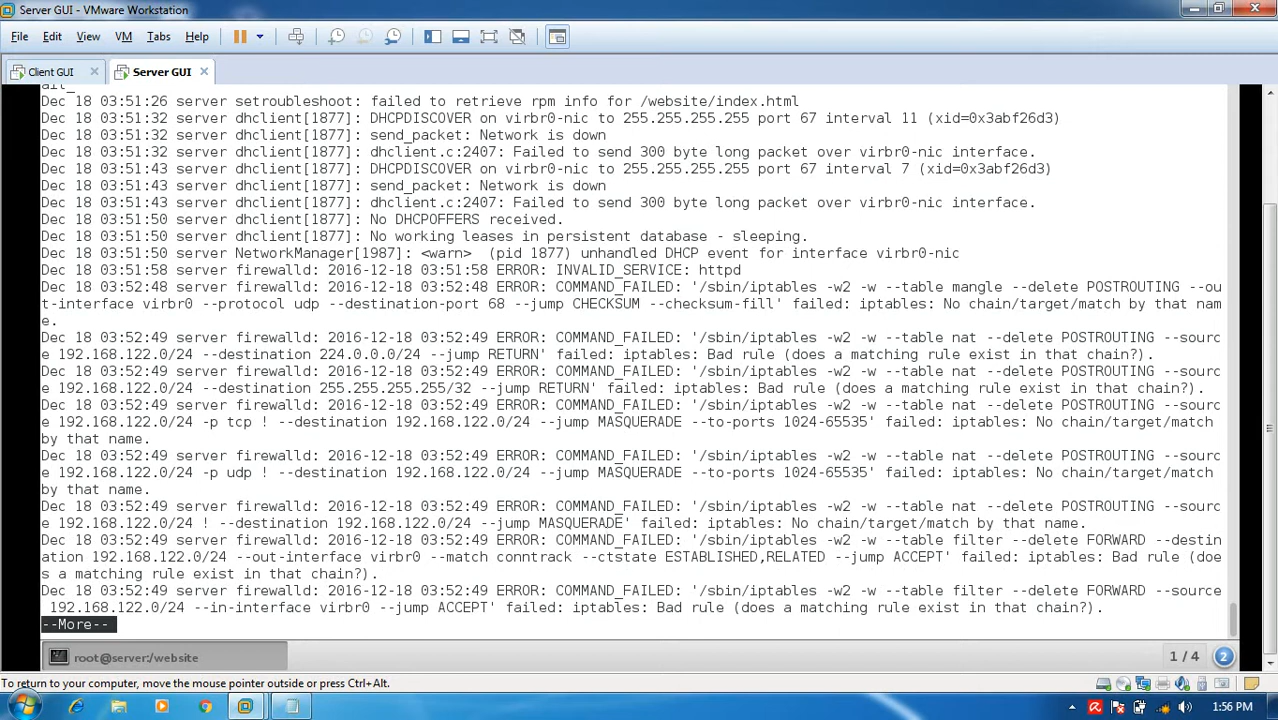 Server GUI - VMware Workstation
File Edit View VM Tabs Help
Client GUI Server GUI
Dec 18 03:51:26 server setroubleshoot: failed to retrieve rpm info for /website/index.html
Dec 18 03:51:32 server dhclient[1877]: DHCPDISCOVER on virbr0-nic to 255.255.255.255 port 67 interval 11 (xid=0x3abf26d3)
Dec 18 03:51:32 server dhclient[1877]: send_packet: Network is down
Dec 18 03:51:32 server dhclient[1877]: dhclient.c:2407: Failed to send 300 byte long packet over virbr0-nic interface.
Dec 18 03:51:43 server dhclient[1877]: DHCPDISCOVER on virbr0-nic to 255.255.255.255 port 67 interval 7 (xid=0x3abf26d3)
Dec 18 03:51:43 server dhclient[1877]: send_packet: Network is down
Dec 18 03:51:43 server dhclient[1877]: dhclient.c:2407: Failed to send 300 byte long packet over virbr0-nic interface.
Dec 18 03:51:50 server dhclient[1877]: No DHCPOFFERS received.
Dec 18 03:51:50 server dhclient[1877]: No working leases in persistent database - sleeping.
Dec 18 03:51:50 server NetworkManager[1987]: <warn>  (pid 1877) unhandled DHCP event for interface virbr0-nic
Dec 18 03:51:58 server firewalld: 2016-12-18 03:51:58 ERROR: INVALID_SERVICE: httpd
Dec 18 03:52:48 server firewalld: 2016-12-18 03:52:48 ERROR: COMMAND_FAILED: '/sbin/iptables -w2 -w --table mangle --delete POSTROUTING --ou
t-interface virbr0 --protocol udp --destination-port 68 --jump CHECKSUM --checksum-fill' failed: iptables: No chain/target/match by that nam
e.
Dec 18 03:52:49 server firewalld: 2016-12-18 03:52:49 ERROR: COMMAND_FAILED: '/sbin/iptables -w2 -w --table nat --delete POSTROUTING --sourc
e 192.168.122.0/24 --destination 224.0.0.0/24 --jump RETURN' failed: iptables: Bad rule (does a matching rule exist in that chain?).
Dec 18 03:52:49 server firewalld: 2016-12-18 03:52:49 ERROR: COMMAND_FAILED: '/sbin/iptables -w2 -w --table nat --delete POSTROUTING --sourc
e 192.168.122.0/24 --destination 255.255.255.255/32 --jump RETURN' failed: iptables: Bad rule (does a matching rule exist in that chain?).
Dec 18 03:52:49 server firewalld: 2016-12-18 03:52:49 ERROR: COMMAND_FAILED: '/sbin/iptables -w2 -w --table nat --delete POSTROUTING --sourc
e 192.168.122.0/24 -p tcp ! --destination 192.168.122.0/24 --jump MASQUERADE --to-ports 1024-65535' failed: iptables: No chain/target/match
by that name.
Dec 18 03:52:49 server firewalld: 2016-12-18 03:52:49 ERROR: COMMAND_FAILED: '/sbin/iptables -w2 -w --table nat --delete POSTROUTING --sourc
e 192.168.122.0/24 -p udp ! --destination 192.168.122.0/24 --jump MASQUERADE --to-ports 1024-65535' failed: iptables: No chain/target/match
by that name.
Dec 18 03:52:49 server firewalld: 2016-12-18 03:52:49 ERROR: COMMAND_FAILED: '/sbin/iptables -w2 -w --table nat --delete POSTROUTING --sourc
e 192.168.122.0/24 ! --destination 192.168.122.0/24 --jump MASQUERADE' failed: iptables: No chain/target/match by that name.
Dec 18 03:52:49 server firewalld: 2016-12-18 03:52:49 ERROR: COMMAND_FAILED: '/sbin/iptables -w2 -w --table filter --delete FORWARD --destin
ation 192.168.122.0/24 --out-interface virbr0 --match conntrack --ctstate ESTABLISHED,RELATED --jump ACCEPT' failed: iptables: Bad rule (doe
s a matching rule exist in that chain?).
Dec 18 03:52:49 server firewalld: 2016-12-18 03:52:49 ERROR: COMMAND_FAILED: '/sbin/iptables -w2 -w --table filter --delete FORWARD --source
192.168.122.0/24 --in-interface virbr0 --jump ACCEPT' failed: iptables: Bad rule (does a matching rule exist in that chain?).
--More--
root@server:/website 1 / 4 2
To return to your computer, move the mouse pointer outside or press Ctrl+Alt.
1:56 PM